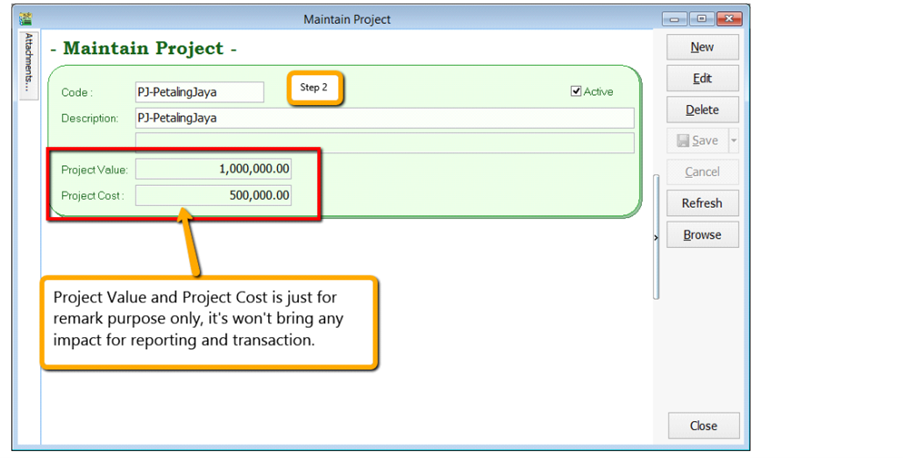 Maintain Project
Attachments...
- Maintain Project -
Code :
PJ-PetalingJaya
Step 2
Active
Description:
PJ-PetalingJaya
Project Value:
1,000,000.00
Project Cost :
500,000.00
Project Value and Project Cost is just for
remark purpose only, it's won't bring any
impact for reporting and transaction.
New
Edit
Delete
Save
Cancel
Refresh
Browse
Close